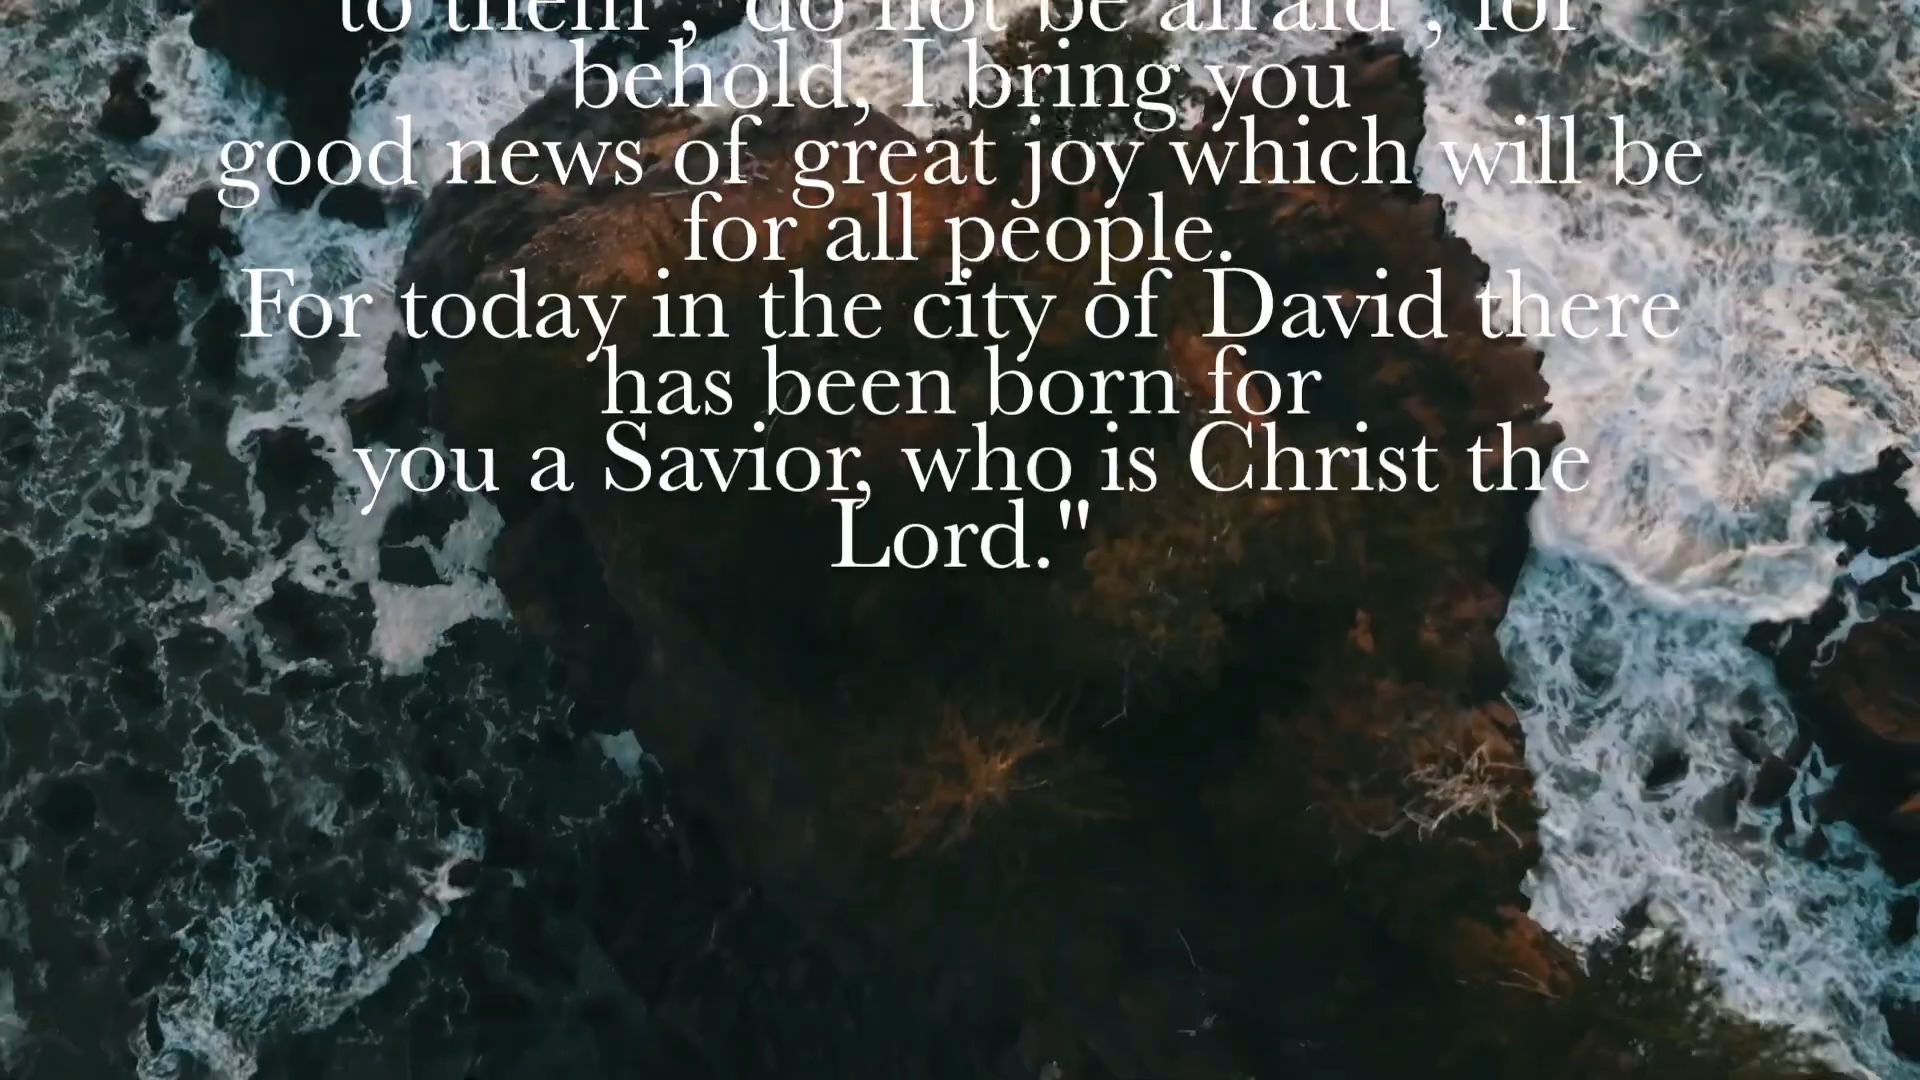 to them , "do not be afraid , for
behold, I bring you
good news of great joy which will be
for all people.
For today in the city of David there
has been born for
you a Savior, who is Christ the
Lord."